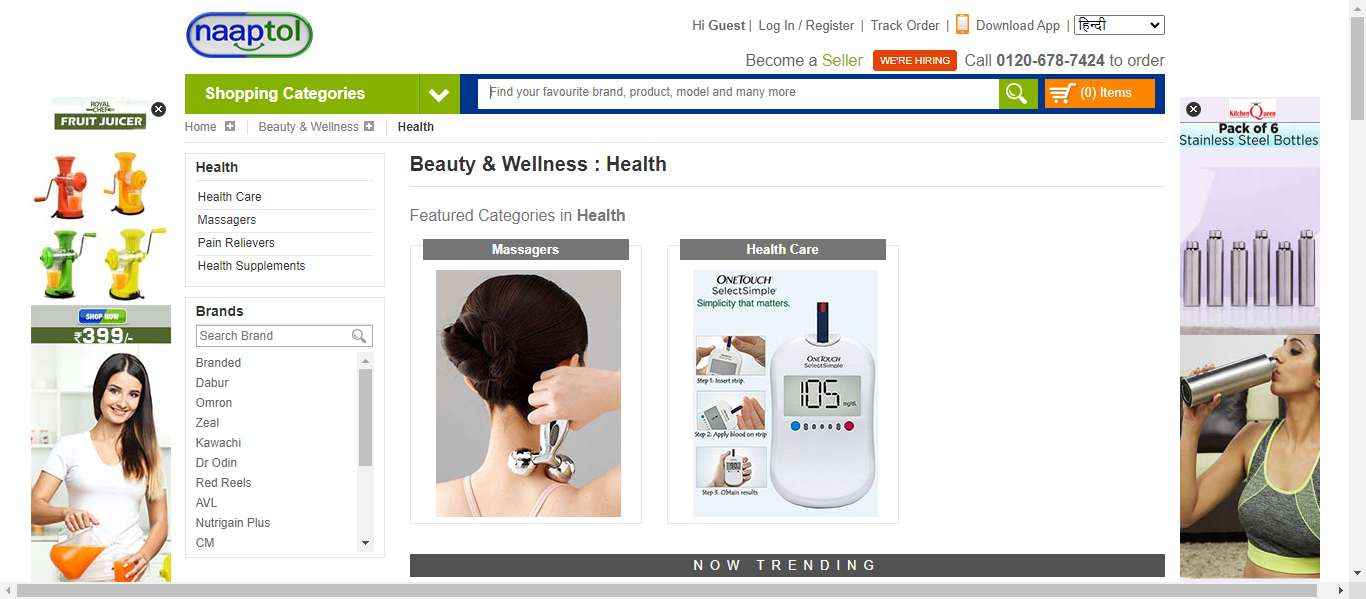 naaptol
Hi Guest | Log In / Register | Track Order | Download App | हिन्दी
Become a Seller WE'RE HIRING Call 0120-678-7424 to order
Shopping Categories
Find your favourite brand, product, model and many more
(0) Items
Home
Beauty & Wellness
Health
ROYAL
CHEF
FRUIT JUICER
SHOP NOW
₹399/-
Health
Health Care
Massagers
Pain Relievers
Health Supplements
Brands
Search Brand
Branded
Dabur
Omron
Zeal
Kawachi
Dr Odin
Red Reels
AVL
Nutrigain Plus
CM
Beauty & Wellness : Health
Featured Categories in Health
Massagers
Health Care
ONETOUCH
SelectSimple
Simplicity that matters.
Step 1: Insert strip.
Step 2: Apply blood on strip
Step 3. Obtain results
ONETOUCH
SelectSimple
105
mg/dL
NOW TRENDING
Kitchen Queen
Pack of 6
Stainless Steel Bottles